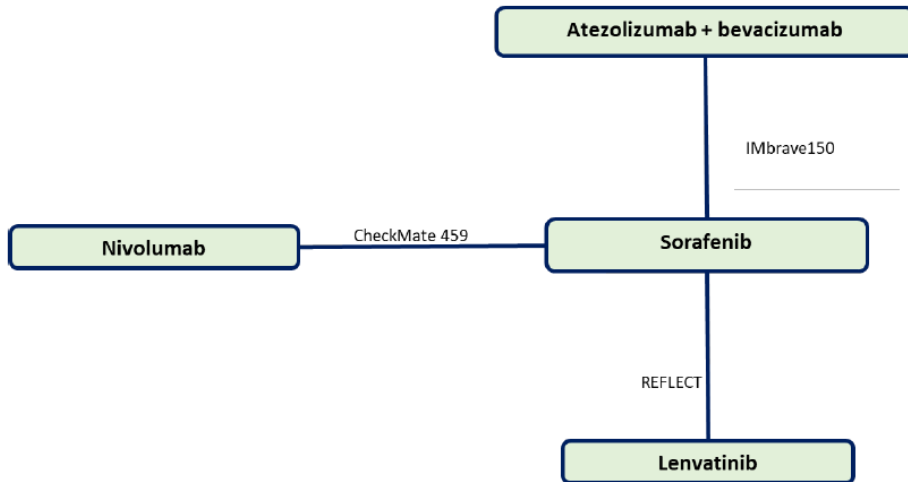 Atezolizumab + bevacizumab
IMbrave150
Nivolumab
CheckMate 459
Sorafenib
REFLECT
Lenvatinib